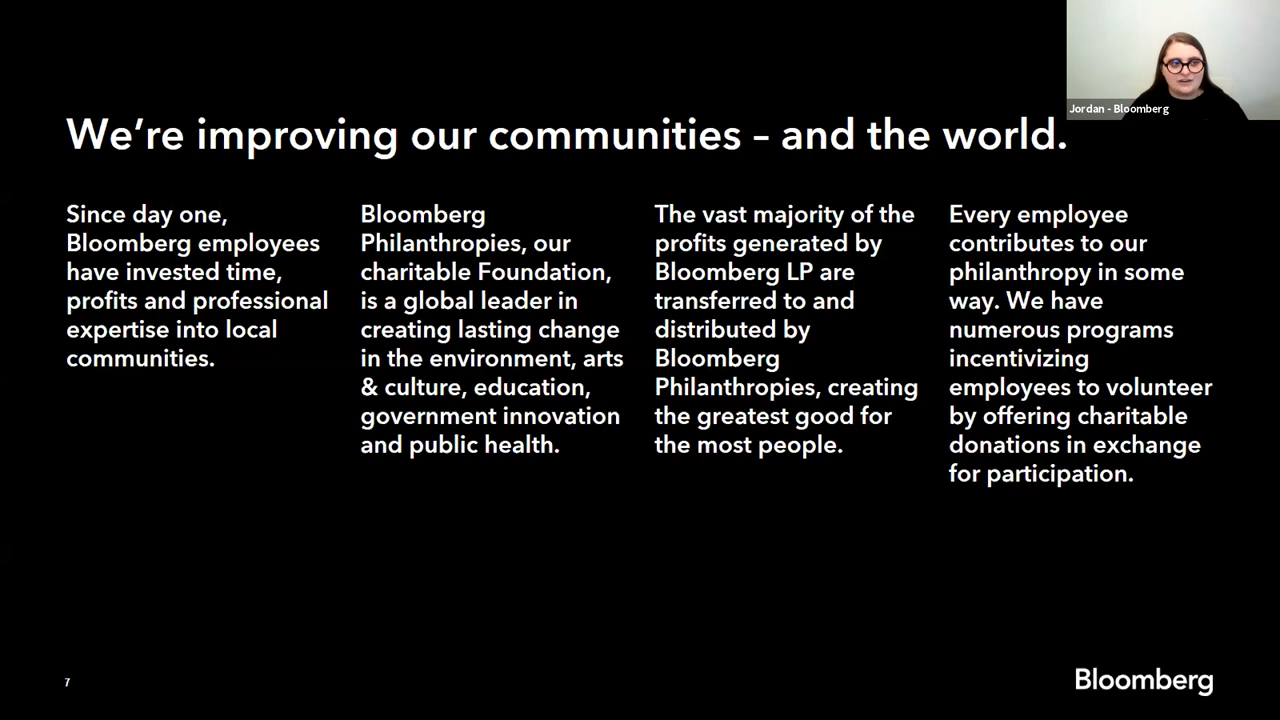 Jordan - Bloomberg
We’re improving our communities – and the world.
Since day one,
Bloomberg employees
have invested time,
profits and professional
expertise into local
communities.
Bloomberg
Philanthropies, our
charitable Foundation,
is a global leader in
creating lasting change
in the environment, arts
& culture, education,
government innovation
and public health.
The vast majority of the
profits generated by
Bloomberg LP are
transferred to and
distributed by
Bloomberg
Philanthropies, creating
the greatest good for
the most people.
Every employee
contributes to our
philanthropy in some
way. We have
numerous programs
incentivizing
employees to volunteer
by offering charitable
donations in exchange
for participation.
7
Bloomberg